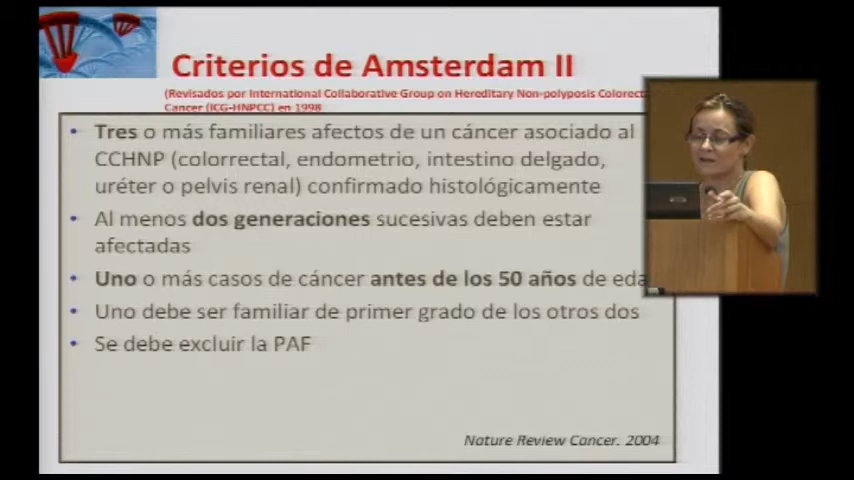 Criterios de Amsterdam II
(Revisados por International Collaborative Group on Hereditary Non-polyposis Colorect
Cancer (ICG-HNPCC) en 1998
• Tres o más familiares afectos de un cáncer asociado al
CCHNP (colorrectal, endometrio, intestino delgado,
uréter o pelvis renal) confirmado histológicamente
• Al menos dos generaciones sucesivas deben estar
afectadas
• Uno o más casos de cáncer antes de los 50 años de eda
• Uno debe ser familiar de primer grado de los otros dos
• Se debe excluir la PAF
Nature Review Cancer. 2004